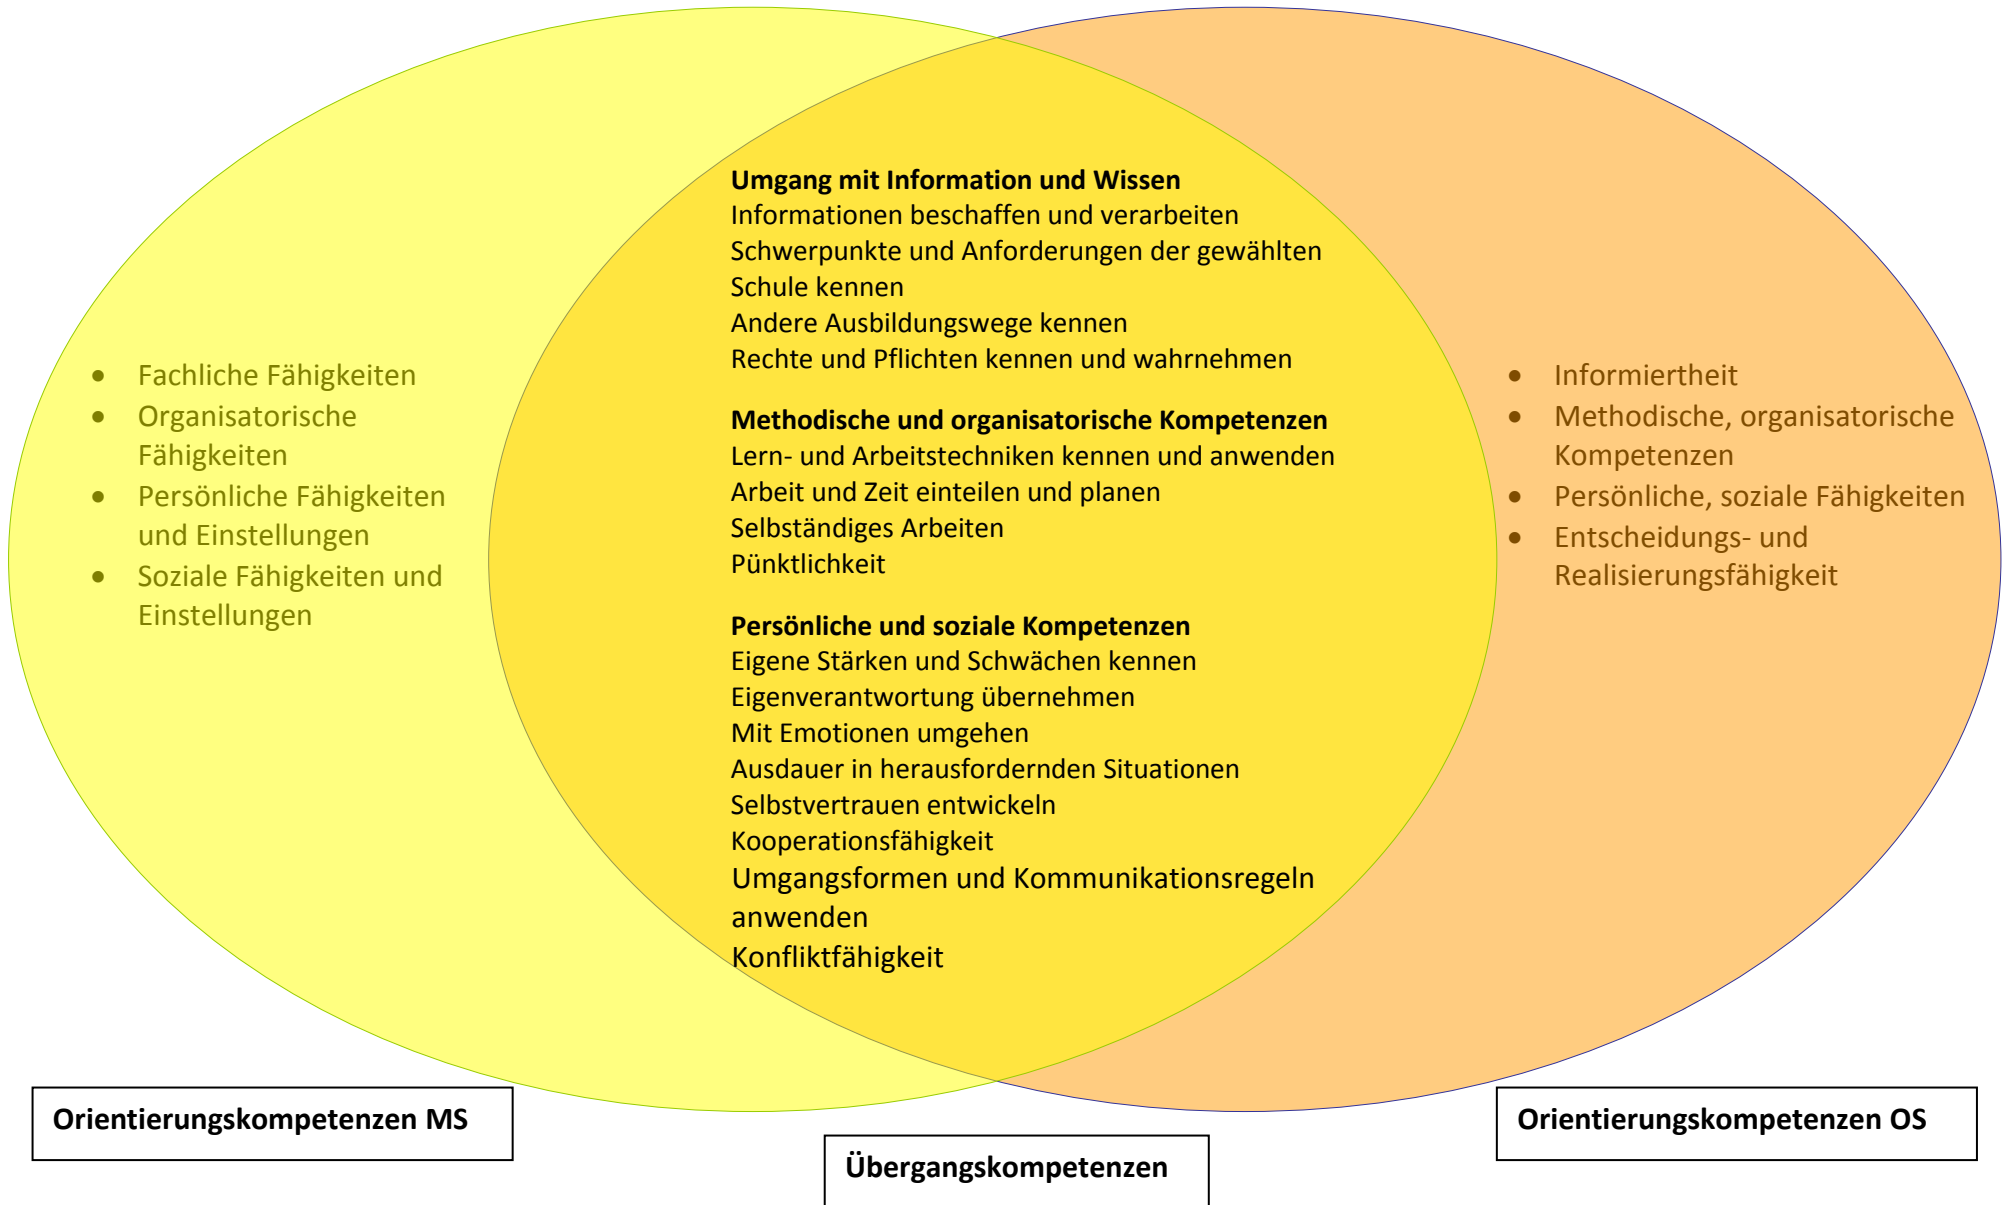 Umgang mit Information und Wissen
Informationen beschaffen und verarbeiten
Schwerpunkte und Anforderungen der gewählten
Schule kennen
Andere Ausbildungswege kennen
Rechte und Pflichten kennen und wahrnehmen
Methodische und organisatorische Kompetenzen
Lern- und Arbeitstechniken kennen und anwenden
Arbeit und Zeit einteilen und planen
Selbständiges Arbeiten
Pünktlichkeit
Persönliche und soziale Kompetenzen
Eigene Stärken und Schwächen kennen
Eigenverantwortung übernehmen
Mit Emotionen umgehen
Ausdauer in herausfordernden Situationen
Selbstvertrauen entwickeln
Kooperationsfähigkeit
Umgangsformen und Kommunikationsregeln
anwenden
Konfliktfähigkeit
• Fachliche Fähigkeiten
• Organisatorische
Fähigkeiten
• Persönliche Fähigkeiten
und Einstellungen
• Soziale Fähigkeiten und
Einstellungen
• Informiertheit
• Methodische, organisatorische
Kompetenzen
• Persönliche, soziale Fähigkeiten
• Entscheidungs- und
Realisierungsfähigkeit
Orientierungskompetenzen MS
Übergangskompetenzen
Orientierungskompetenzen OS